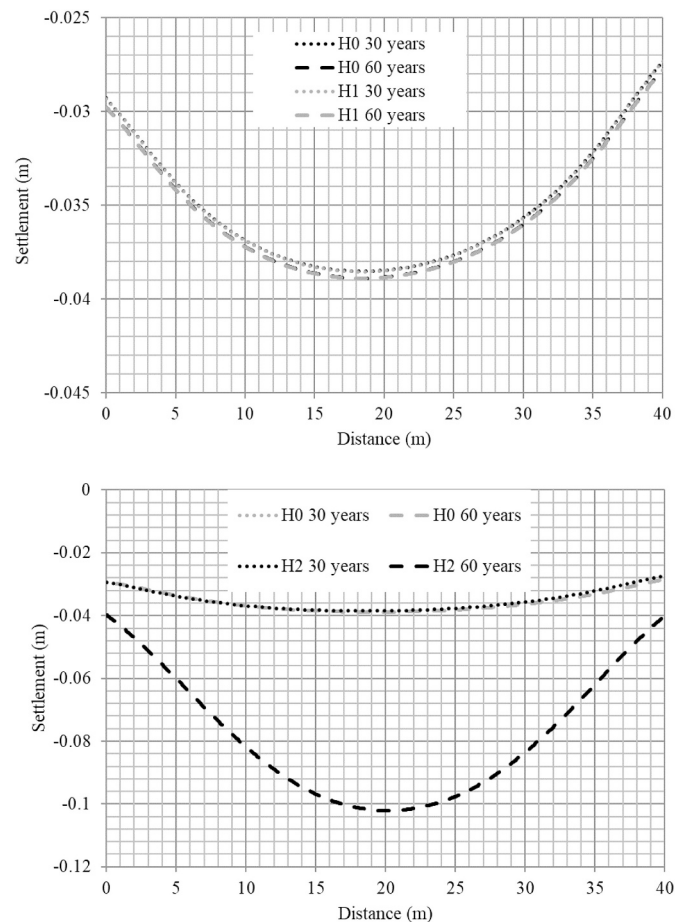 -0.025
H0 30 years
H0 60 years
-0.03
H1 30 years
H1 60 years
-0.035
Settlement (m)
-0.04
-0.045
0 5 10 15 20 25 30 35 40
Distance (m)
0
H0 30 years H0 60 years
-0.02
H2 30 years H2 60 years
-0.04
-0.06
Settlement (m)
-0.08
-0.1
-0.12
0 5 10 15 20 25 30 35 40
Distance (m)